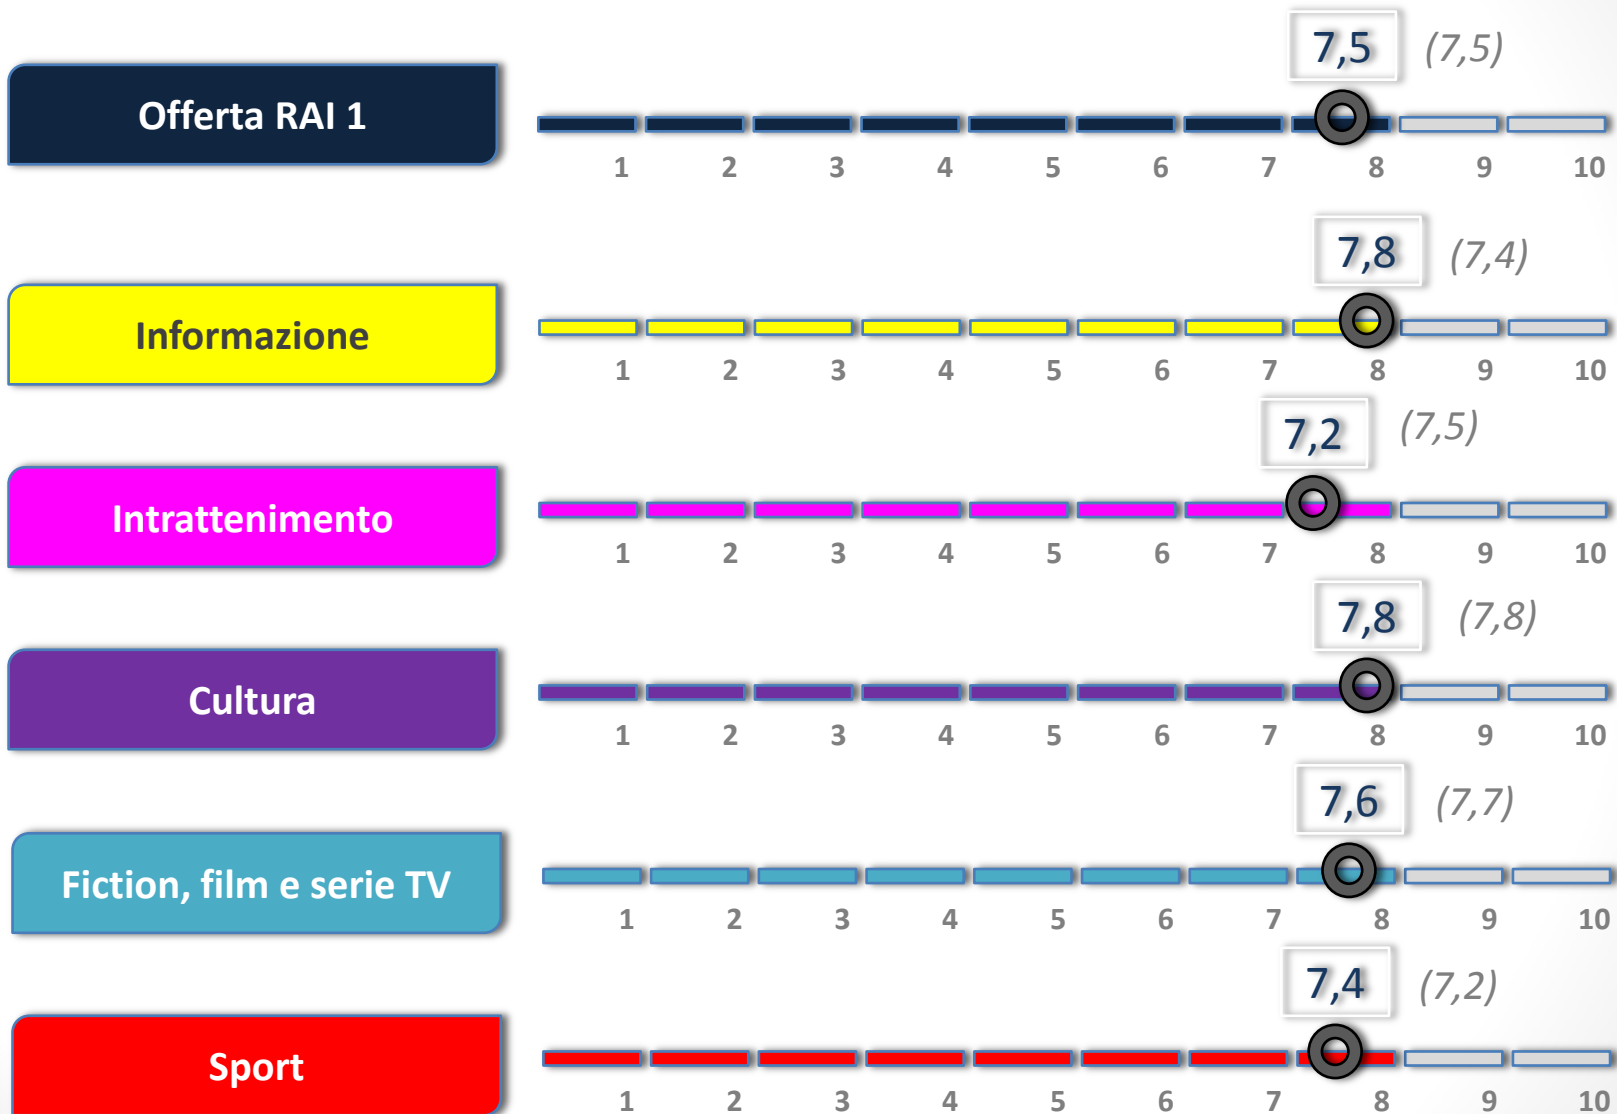 7,5 (7,5)
Offerta RAI 1
1 2 3 4 5 6 7 8 9 10
7,8 (7,4)
Informazione
1 2 3 4 5 6 7 8 9 10
7,2 (7,5)
Intrattenimento
1 2 3 4 5 6 7 8 9 10
7,8 (7,8)
Cultura
1 2 3 4 5 6 7 8 9 10
7,6 (7,7)
Fiction, film e serie TV
1 2 3 4 5 6 7 8 9 10
7,4 (7,2)
Sport
1 2 3 4 5 6 7 8 9 10